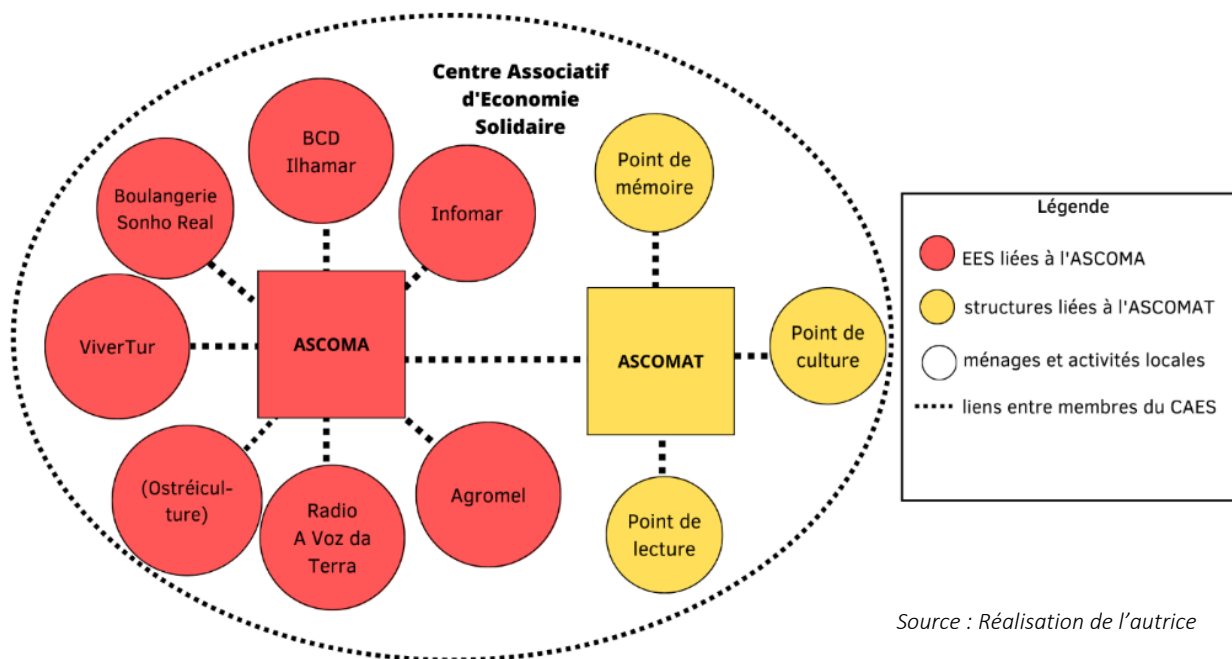 Centre Associatif
d'Economie
Solidaire
BCD
Ilhamar
Boulangerie
Sonho Real
Infomar
ViverTur
ASCOMA
(Ostréicul-
ture)
Radio
A Voz da
Terra
Agromel
Point de
mémoire
ASCOMAT
Point de
culture
Point de
lecture
Légende
EES liées à l'ASCOMA
structures liées à l'ASCOMAT
ménages et activités locales
liens entre membres du CAES
Source : Réalisation de l’autrice